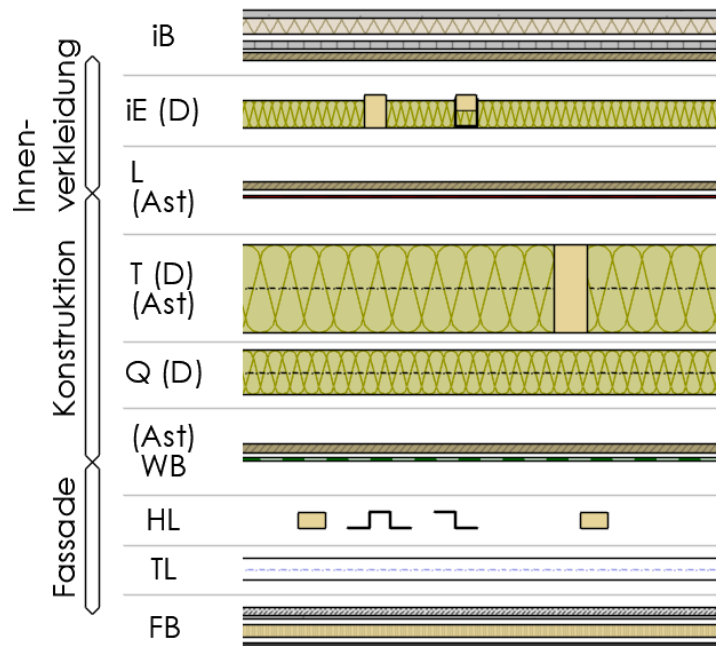 Innen-
verkleidung
Konstruktion
Fassade
iB
iE (D)
L
(Ast)
T (D)
(Ast)
Q (D)
(Ast)
WB
HL
TL
FB